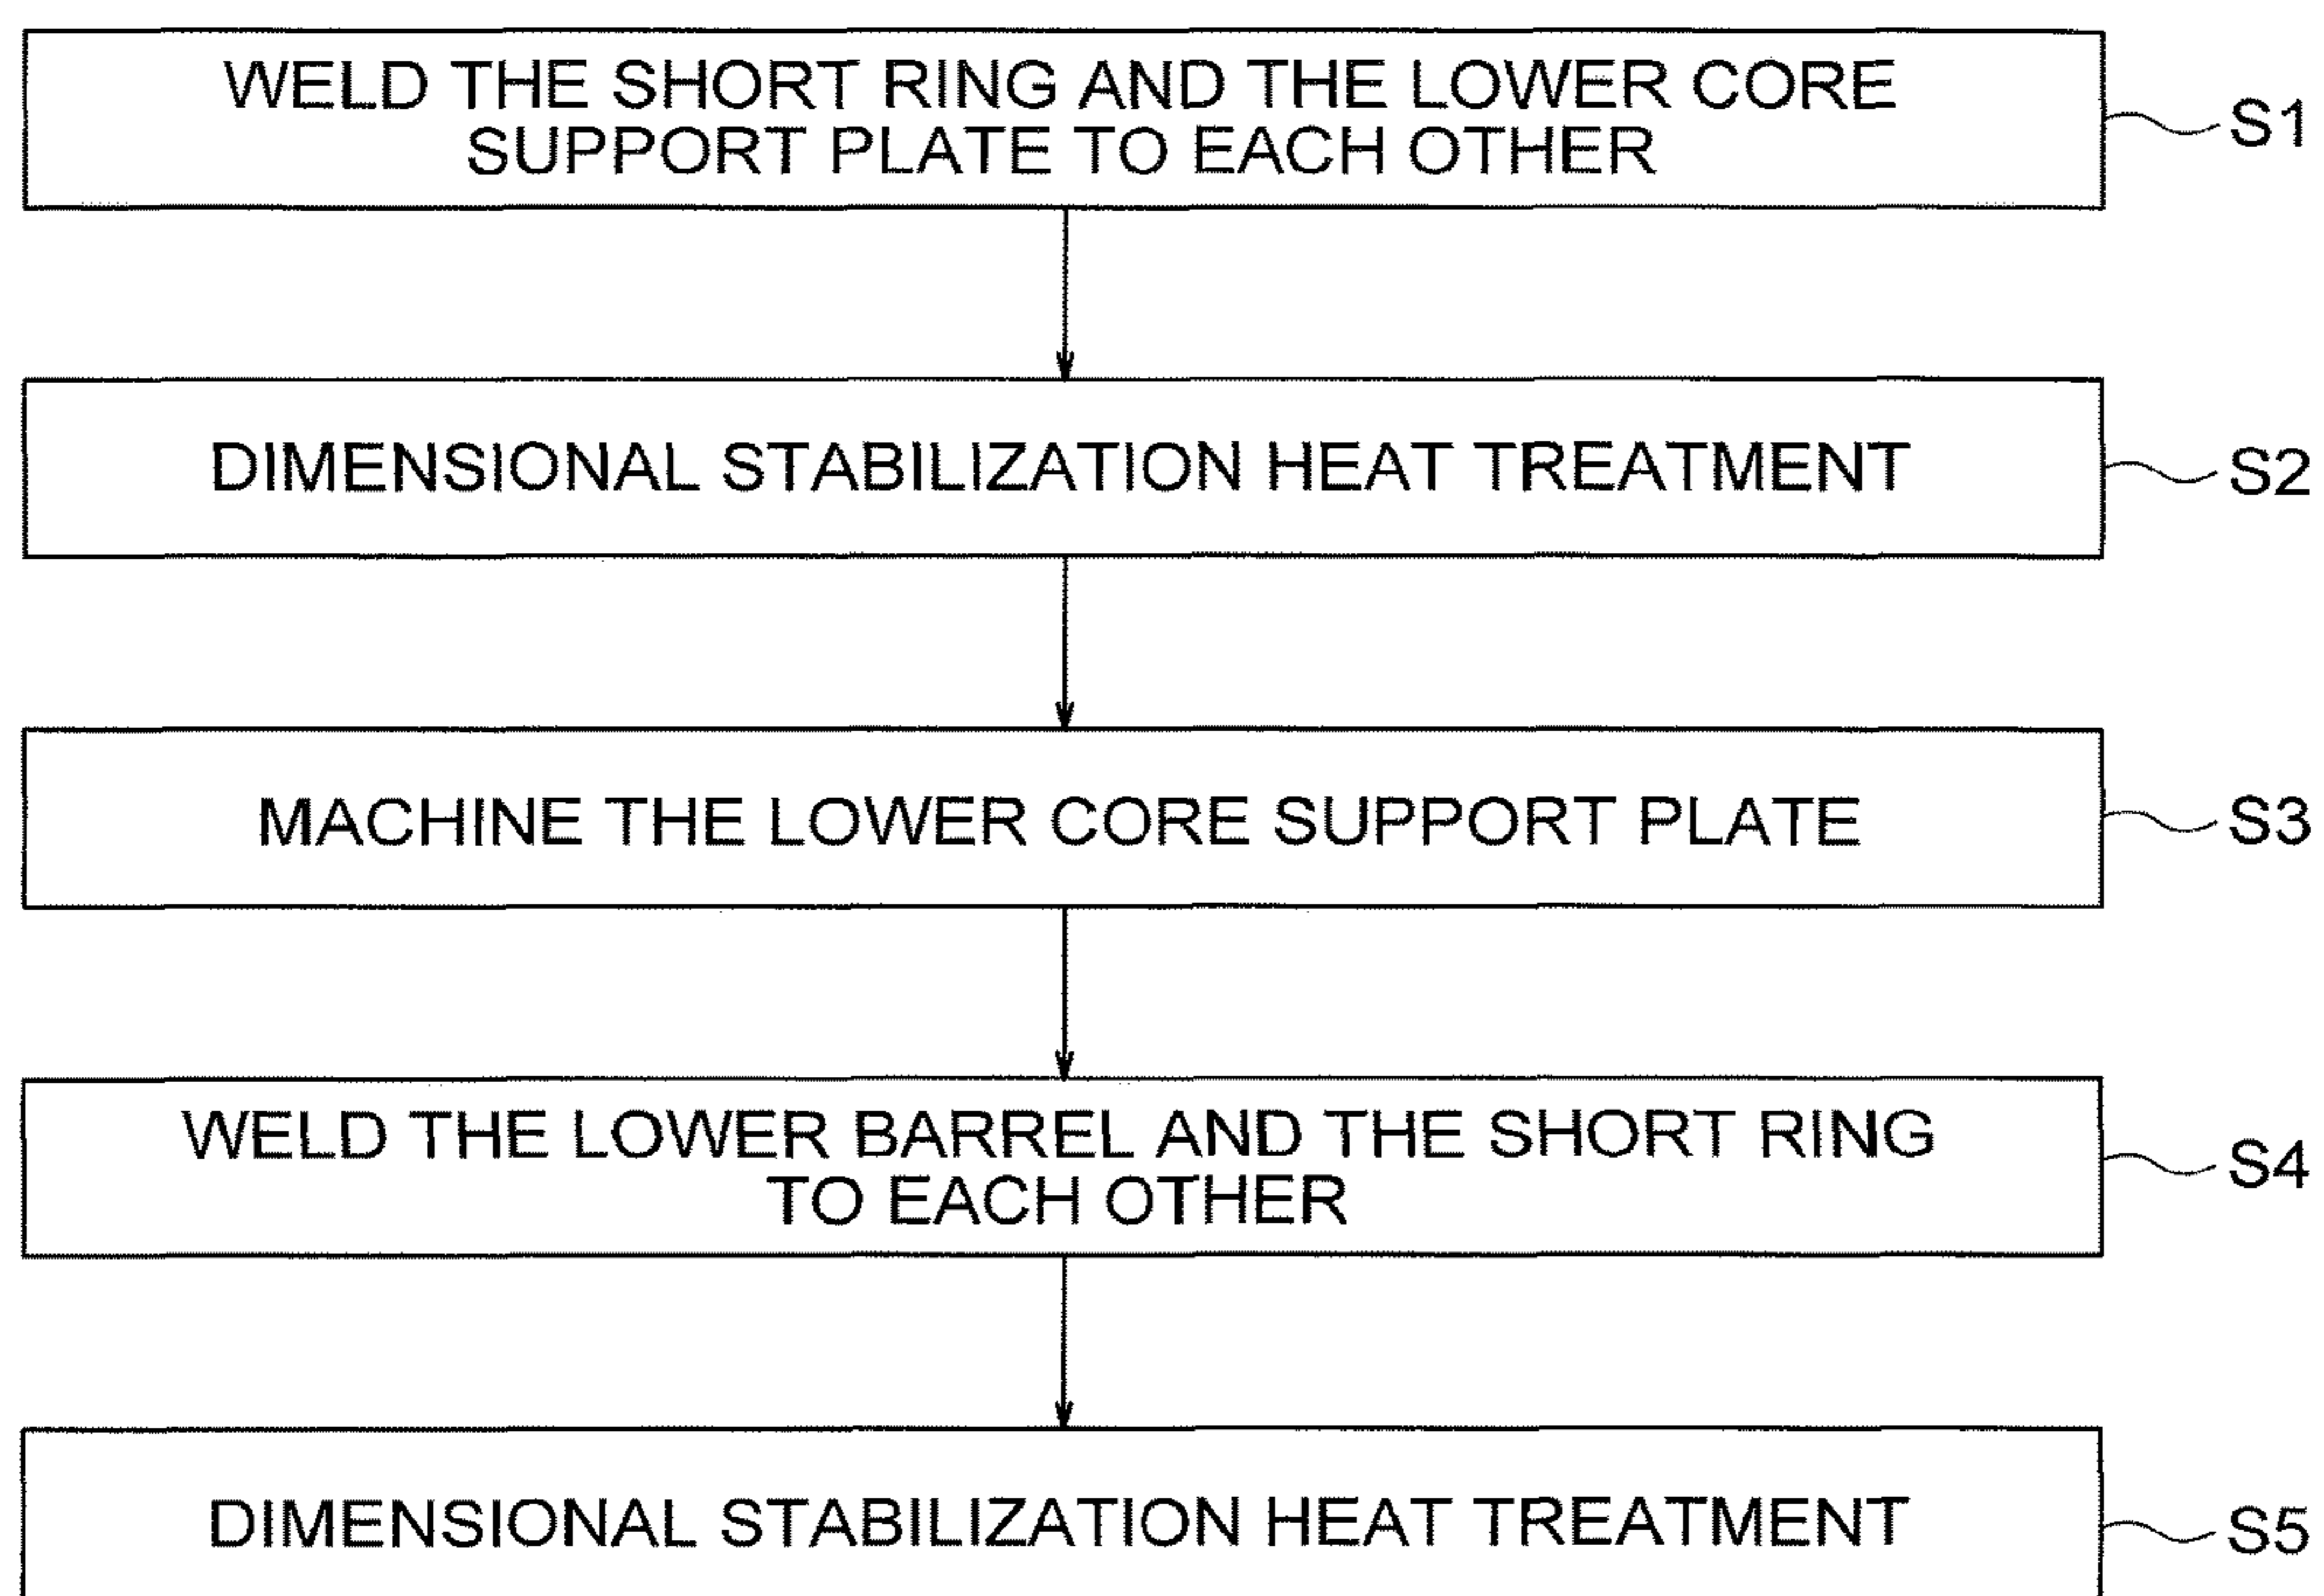 WELD THE SHORT RING AND THE LOWER CORE
SUPPORT PLATE TO EACH OTHER
S1
DIMENSIONAL STABILIZATION HEAT TREATMENT
S2
MACHINE THE LOWER CORE SUPPORT PLATE
S3
WELD THE LOWER BARREL AND THE SHORT RING
TO EACH OTHER
S4
DIMENSIONAL STABILIZATION HEAT TREATMENT
S5